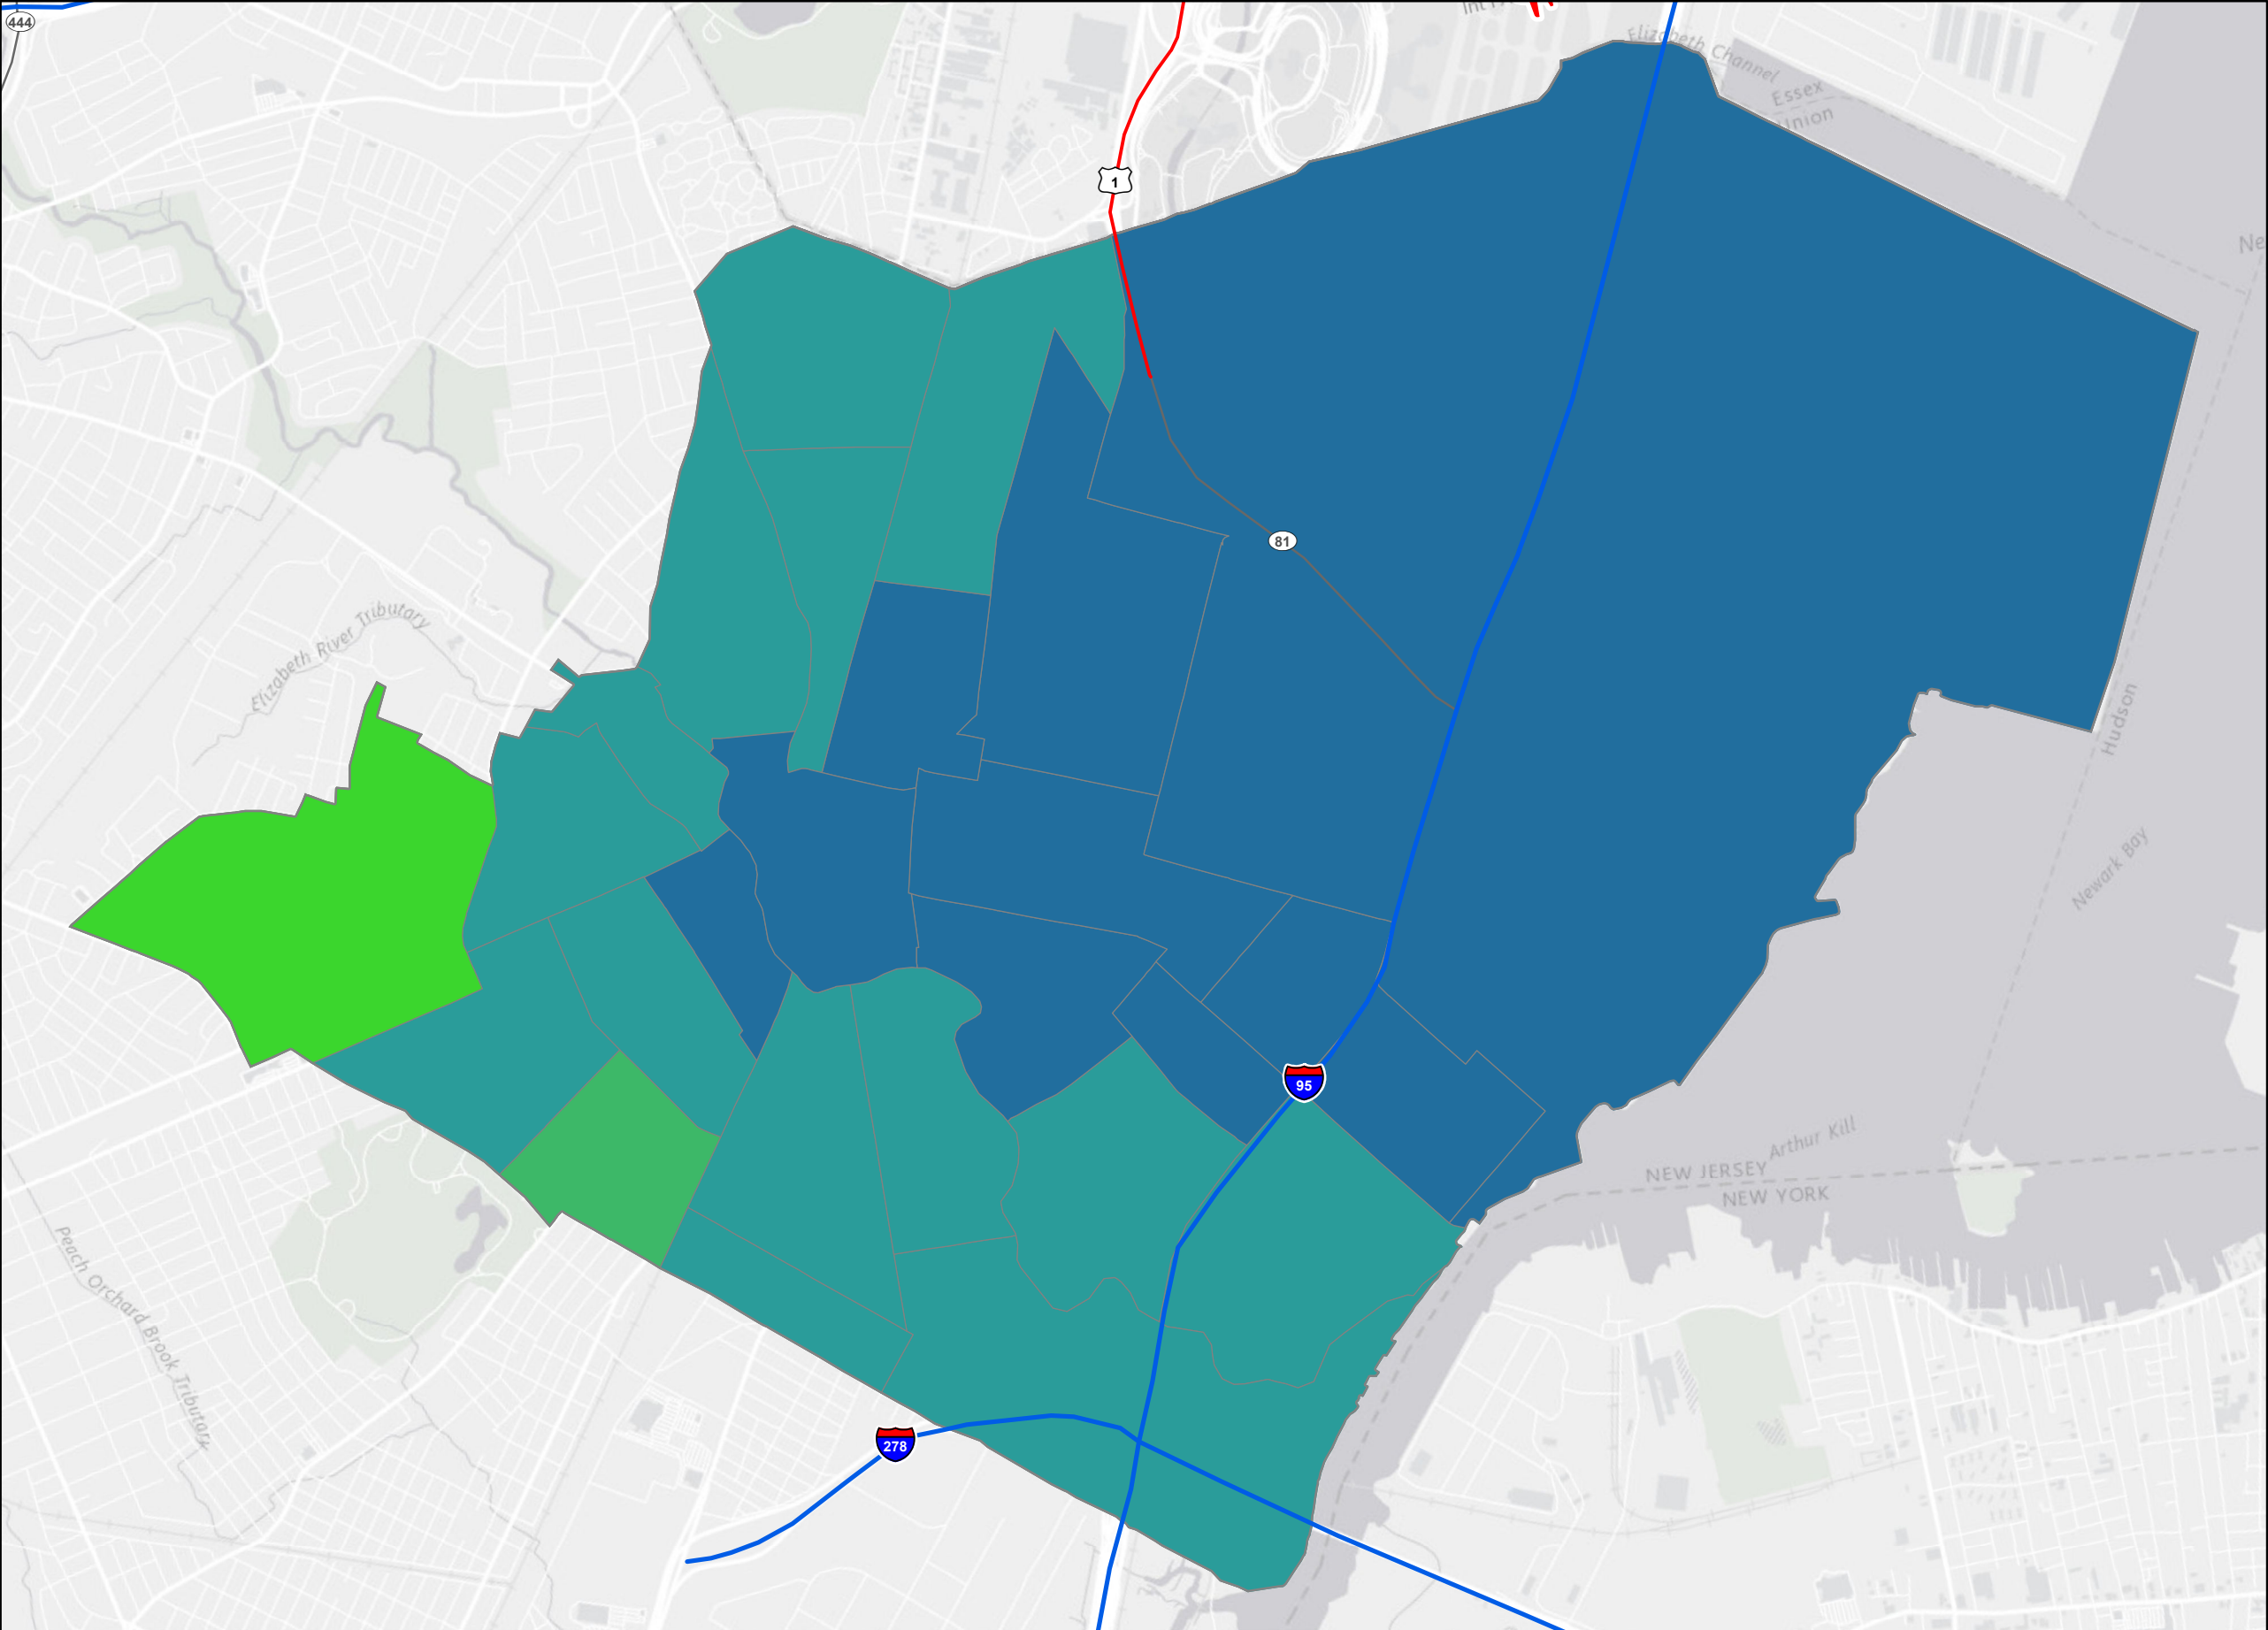 444
Elizabeth Channel
Essex
Union
1
81
Elizabeth River Tributary
Hudson
Newark Bay
95
Arthur Kill
NEW JERSEY
NEW YORK
Peach Orchard Brook Tributary
278